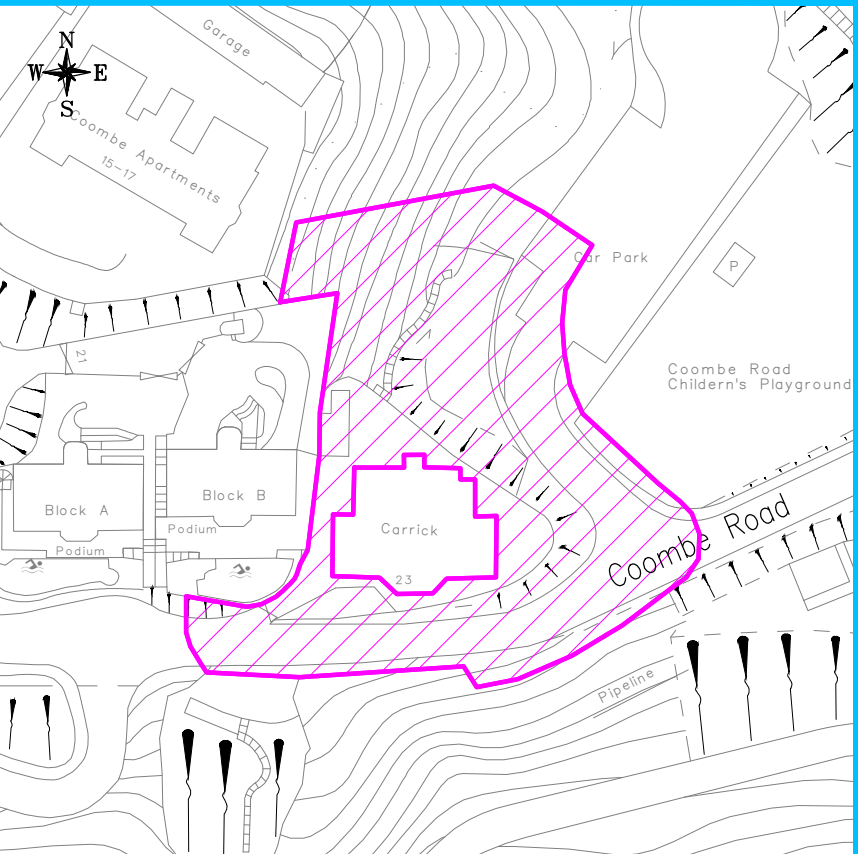 N
W E
S
Garage
Coombe Apartments
15-17
Car Park
P
21
Coombe Road
Childern's Playground
Block A
Block B
Podium
Podium
Carrick
23
Coombe Road
Pipeline